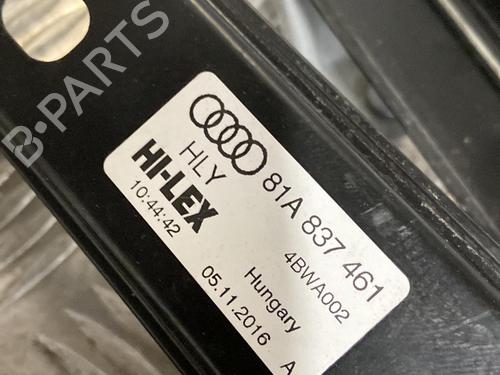 B-PARTS
HLY 81A 837 461
HI-LEX 4BWA002
10:44:42 Hungary
05.11.2016 A